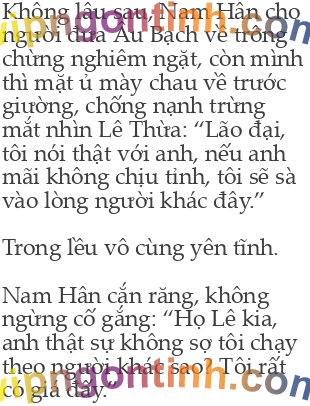 Không lâu sau, Nam Hân cho
người đưa Âu Bạch về trông
chừng nghiêm ngặt, còn mình
thì mặt ủ mày chau về trước
giường, chống nạnh trừng
mắt nhìn Lê Thừa: “Lão đại,
tôi nói thật với anh, nếu anh
mãi không chịu tỉnh, tôi sẽ sà
vào lòng người khác đây.”
Trong lều vô cùng yên tĩnh.
Nam Hân cắn răng, không
ngừng cố gắng: “Họ Lê kia,
anh thật sự không sợ tôi chạy
theo người khác sao? Tôi rất
có giá đấy.”
vipngontinh.com
vipngontinh.com